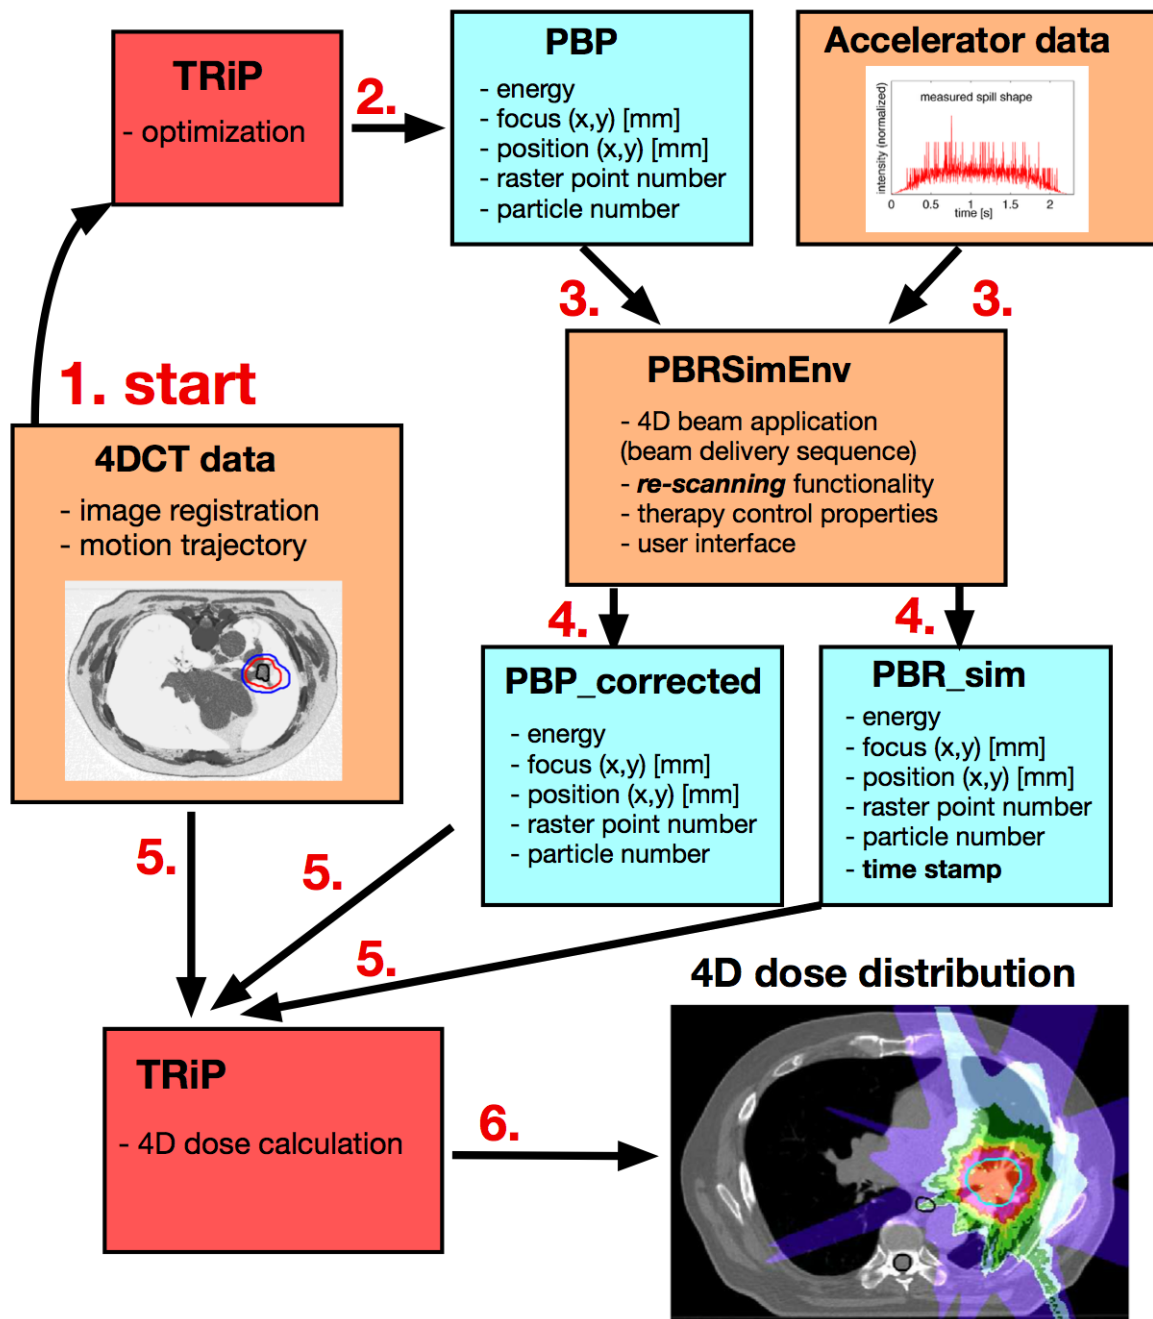 TRiP
- optimization
2.
PBP
- energy
- focus (x,y) [mm]
- position (x,y) [mm]
- raster point number
- particle number
Accelerator data
measured spill shape
intensity (normalized)
0 0.5 1 1.5 2
time [s]
3.
3.
1. start
4DCT data
- image registration
- motion trajectory
PBRSimEnv
- 4D beam application
(beam delivery sequence)
- re-scanning functionality
- therapy control properties
- user interface
4.
4.
PBP_corrected
- energy
- focus (x,y) [mm]
- position (x,y) [mm]
- raster point number
- particle number
PBR_sim
- energy
- focus (x,y) [mm]
- position (x,y) [mm]
- raster point number
- particle number
- time stamp
5.
5.
5.
TRiP
- 4D dose calculation
6.
4D dose distribution